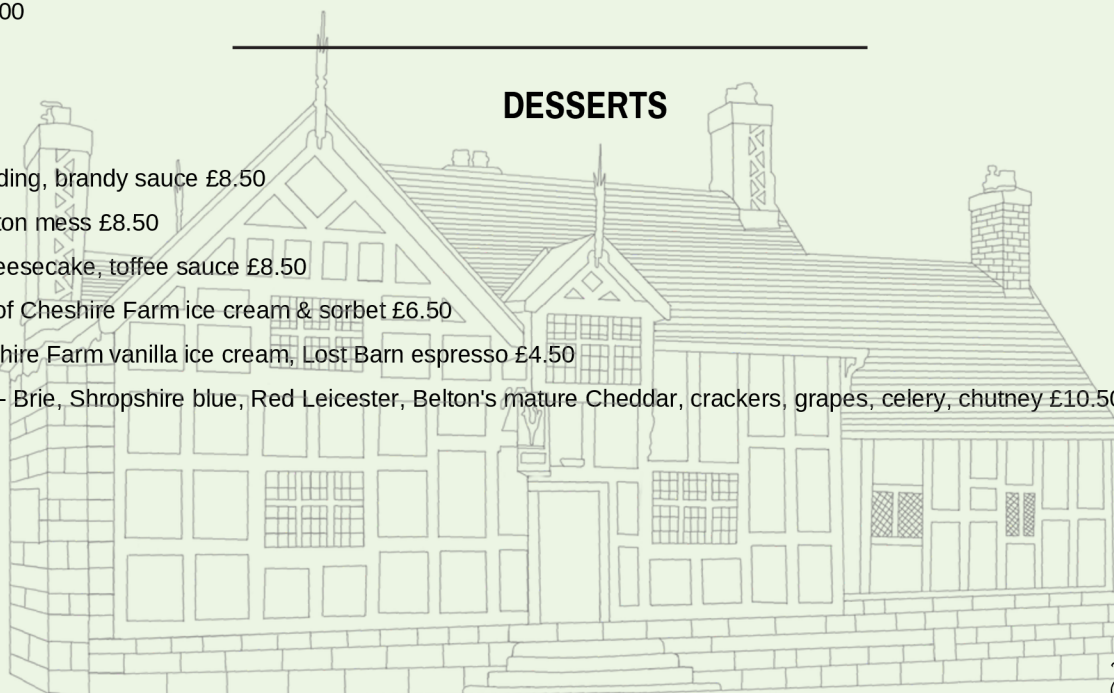 00
DESSERTS
ding, brandy sauce £8.50
ton mess £8.50
eesecake, toffee sauce £8.50
of Cheshire Farm ice cream & sorbet £6.50
hire Farm vanilla ice cream, Lost Barn espresso £4.50
- Brie, Shropshire blue, Red Leicester, Belton's mature Cheddar, crackers, grapes, celery, chutney £10.50